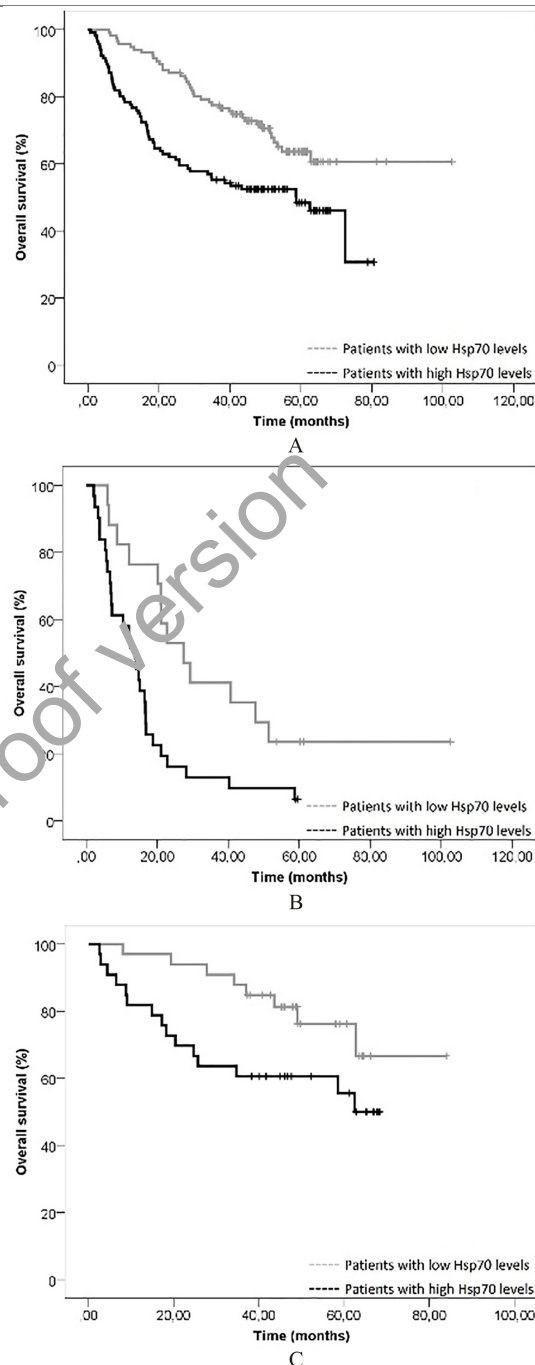 100
80
60
40
20
0
Overall survival (%)
Patients with low Hsp70 levels
Patients with high Hsp70 levels
,00 20,00 40,00 60,00 80,00 100,00 120,00
Time (months)
A
100
80
60
40
20
0
Overall survival (%)
Patients with low Hsp70 levels
Patients with high Hsp70 levels
,00 20,00 40,00 60,00 80,00 100,00 120,00
Time (months)
B
roof version
100
80
60
40
20
0
Overall survival (%)
Patients with low Hsp70 levels
Patients with high Hsp70 levels
,00 20,00 40,00 60,00 80,00 100,00
Time (months)
C